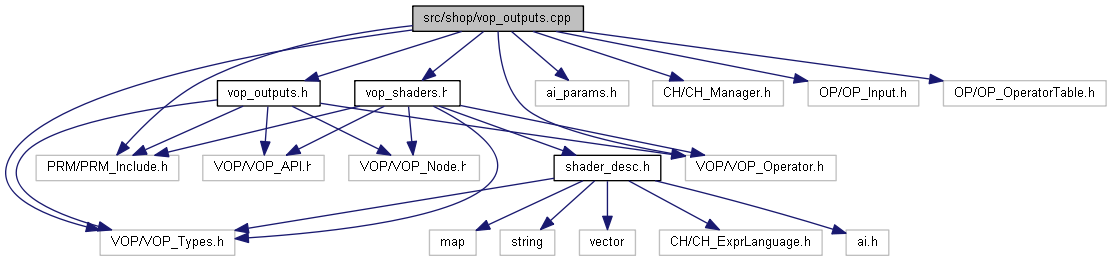 src/shop/vop_outputs.cpp
vop_outputs.h
vop_shaders.h
ai_params.h
CH/CH_Manager.h
OP/OP_Input.h
OP/OP_OperatorTable.h
PRM/PRM_Include.h
VOP/VOP_API.h
VOP/VOP_Node.h
shader_desc.h
VOP/VOP_Operator.h
VOP/VOP_Types.h
map
string
vector
CH/CH_ExprLanguage.h
ai.h